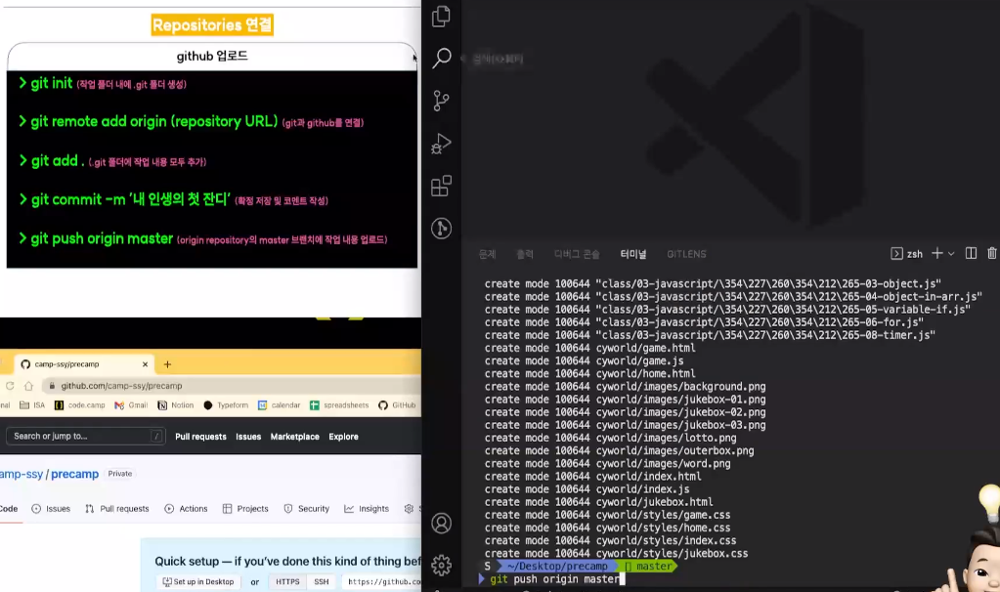 Repositories 연결
github 업로드
> git init (작업 폴더 내에 .git 폴더 생성)
> git remote add origin (repository URL) (git과 github를 연결)
> git add . (.git 폴더에 작업 내용 모두 추가)
> git commit -m '내 인생의 첫 잔디' (확정 저장 및 코멘트 작성)
> git push origin master (origin repository의 master 브랜치에 작업 내용 업로드)
camp-ssy/precamp
github.com/camp-ssy/precamp
nal ISA code.camp Gmail Notion Typeform calendar spreadsheets GitHub
Search or jump to... /
Pull requests Issues Marketplace Explore
amp-ssy / precamp Private
Code Issues Pull requests Actions Projects Security Insights S
Quick setup — if you've done this kind of thing bef
Set up in Desktop or HTTPS SSH https://github.co
문제 출력 디버그 콘솔 터미널 GITLENS
zsh
create mode 100644 "class/03-javascript/\354\227\260\354\212\265-03-object.js"
create mode 100644 "class/03-javascript/\354\227\260\354\212\265-04-object-in-arr.js"
create mode 100644 "class/03-javascript/\354\227\260\354\212\265-05-variable-if.js"
create mode 100644 "class/03-javascript/\354\227\260\354\212\265-06-for.js"
create mode 100644 "class/03-javascript/\354\227\260\354\212\265-08-timer.js"
create mode 100644 cyworld/game.html
create mode 100644 cyworld/game.js
create mode 100644 cyworld/home.html
create mode 100644 cyworld/images/background.png
create mode 100644 cyworld/images/jukebox-01.png
create mode 100644 cyworld/images/jukebox-02.png
create mode 100644 cyworld/images/jukebox-03.png
create mode 100644 cyworld/images/lotto.png
create mode 100644 cyworld/images/outerbox.png
create mode 100644 cyworld/images/word.png
create mode 100644 cyworld/index.html
create mode 100644 cyworld/index.js
create mode 100644 cyworld/jukebox.html
create mode 100644 cyworld/styles/game.css
create mode 100644 cyworld/styles/home.css
create mode 100644 cyworld/styles/index.css
create mode 100644 cyworld/styles/jukebox.css
S ~/Desktop/precamp master
git push origin master